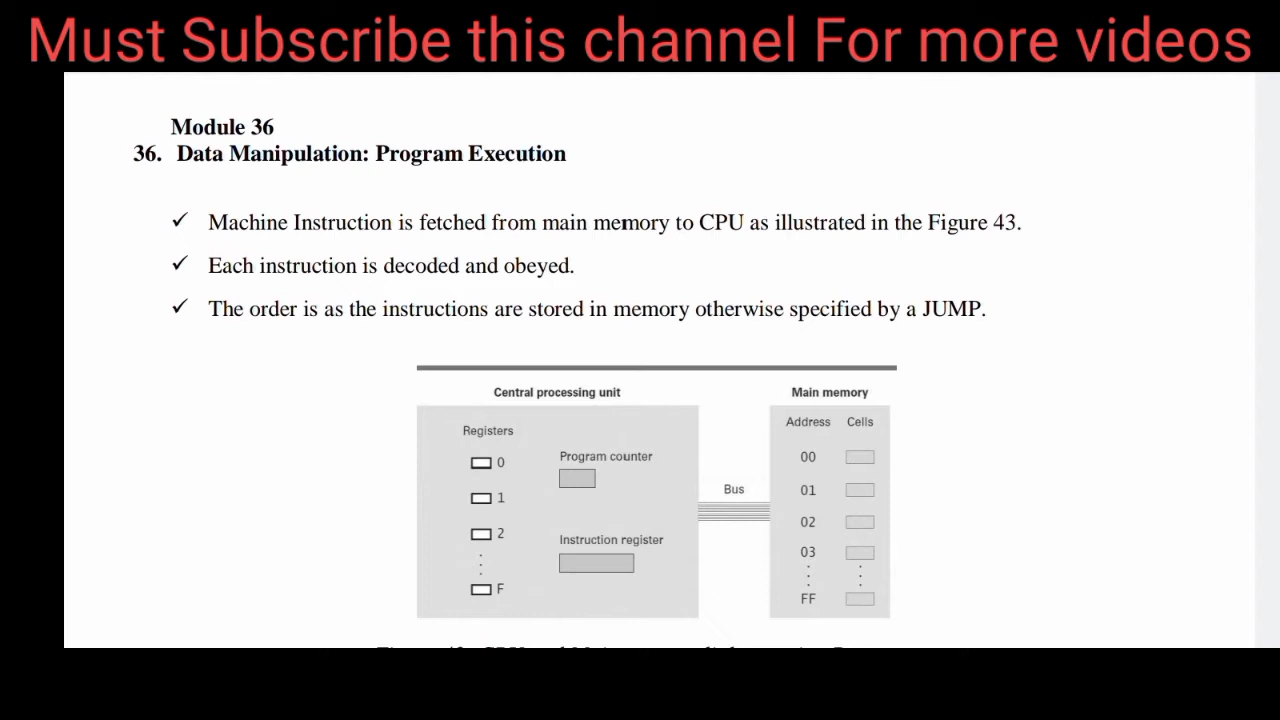 Must Subscribe this channel For more videos
Module 36
36. Data Manipulation: Program Execution
✓ Machine Instruction is fetched from main memory to CPU as illustrated in the Figure 43.
✓ Each instruction is decoded and obeyed.
✓ The order is as the instructions are stored in memory otherwise specified by a JUMP.
Central processing unit
Registers
0
1
2
F
Program counter
Instruction register
Bus
Main memory
Address Cells
00
01
02
03
FF